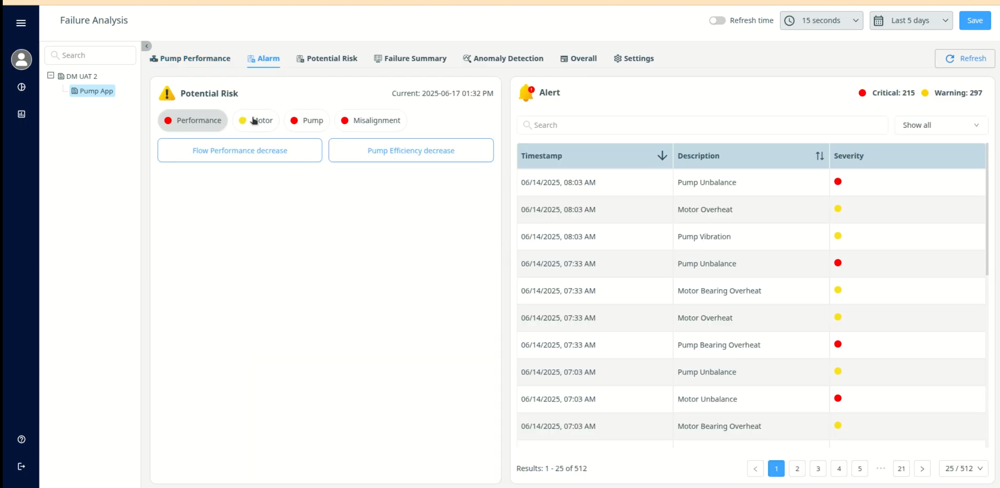 Failure Analysis
Refresh time
15 seconds
Last 5 days
Save
Search
DM UAT 2
Pump App
Pump Performance
Alarm
Potential Risk
Failure Summary
Anomaly Detection
Overall
Settings
Refresh
Potential Risk
Current: 2025-06-17 01:32 PM
Performance
Pump
Misalignment
Flow Performance decrease
Pump Efficiency decrease
Alert
Critical: 215
Warning: 297
Search
Show all
Timestamp Description Severity
06/14/2025, 08:03 AM Pump Unbalance
06/14/2025, 08:03 AM Motor Overheat
06/14/2025, 08:03 AM Pump Vibration
06/14/2025, 07:33 AM Pump Unbalance
06/14/2025, 07:33 AM Motor Bearing Overheat
06/14/2025, 07:33 AM Motor Overheat
06/14/2025, 07:33 AM Pump Bearing Overheat
06/14/2025, 07:03 AM Pump Unbalance
06/14/2025, 07:03 AM Motor Unbalance
06/14/2025, 07:03 AM Motor Bearing Overheat
Results: 1 - 25 of 512
< 1 2 3 4 5 ••• 21 >
25 / 512